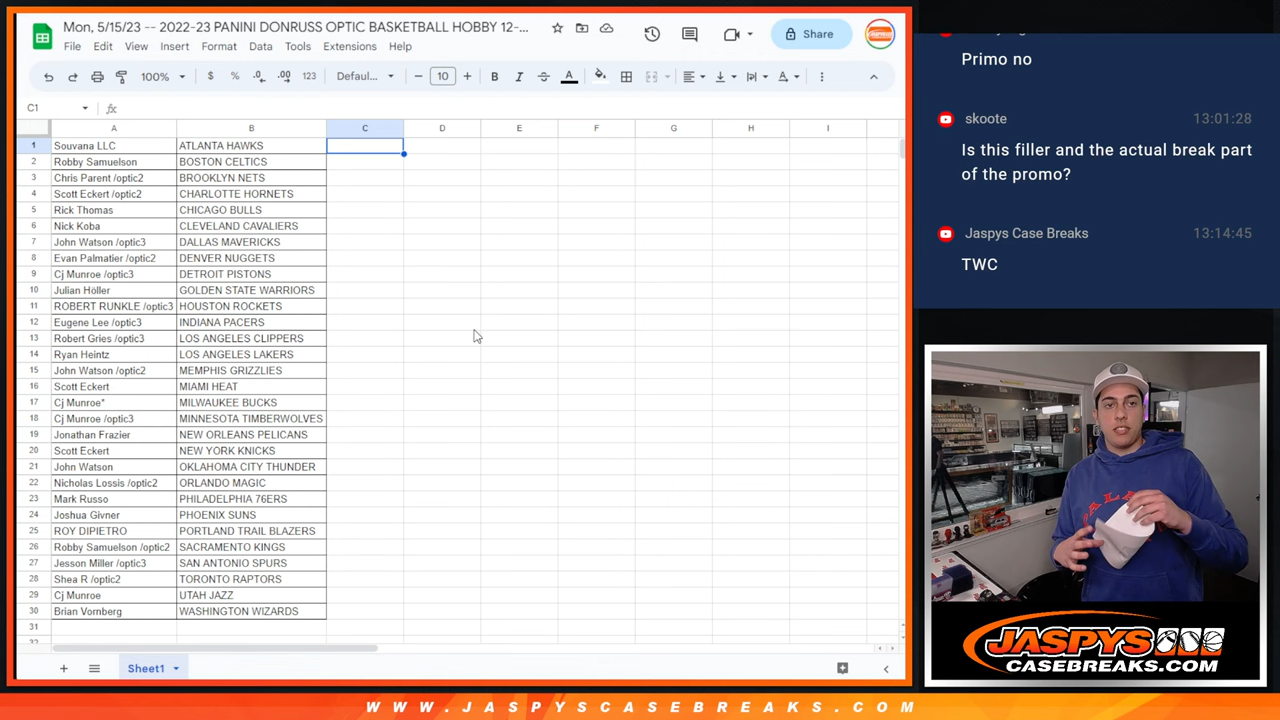 Mon, 5/15/23 -- 2022-23 PANINI DONRUSS OPTIC BASKETBALL HOBBY 12-...
File Edit View Insert Format Data Tools Extensions Help
Share
100% $ % .0 .00 123 Defaul... 10 B I A
C1 fx
A B C D E F G H I
1 Souvana LLC ATLANTA HAWKS
2 Robby Samuelson BOSTON CELTICS
3 Chris Parent /optic2 BROOKLYN NETS
4 Scott Eckert /optic2 CHARLOTTE HORNETS
5 Rick Thomas CHICAGO BULLS
6 Nick Koba CLEVELAND CAVALIERS
7 John Watson /optic3 DALLAS MAVERICKS
8 Evan Palmatier /optic2 DENVER NUGGETS
9 Cj Munroe /optic3 DETROIT PISTONS
10 Julian Höller GOLDEN STATE WARRIORS
11 ROBERT RUNKLE /optic3 HOUSTON ROCKETS
12 Eugene Lee /optic3 INDIANA PACERS
13 Robert Gries /optic3 LOS ANGELES CLIPPERS
14 Ryan Heintz LOS ANGELES LAKERS
15 John Watson /optic2 MEMPHIS GRIZZLIES
16 Scott Eckert MIAMI HEAT
17 Cj Munroe* MILWAUKEE BUCKS
18 Cj Munroe /optic3 MINNESOTA TIMBERWOLVES
19 Jonathan Frazier NEW ORLEANS PELICANS
20 Scott Eckert NEW YORK KNICKS
21 John Watson OKLAHOMA CITY THUNDER
22 Nicholas Lossis /optic2 ORLANDO MAGIC
23 Mark Russo PHILADELPHIA 76ERS
24 Joshua Givner PHOENIX SUNS
25 ROY DIPIETRO PORTLAND TRAIL BLAZERS
26 Robby Samuelson /optic2 SACRAMENTO KINGS
27 Jesson Miller /optic3 SAN ANTONIO SPURS
28 Shea R /optic2 TORONTO RAPTORS
29 Cj Munroe UTAH JAZZ
30 Brian Vornberg WASHINGTON WIZARDS
31
Sheet1
Primo no
skoote 13:01:28
Is this filler and the actual break part
of the promo?
Jaspys Case Breaks 13:14:45
TWC
JASPYS
CASEBREAKS.COM
WWW.JASPYSCASEBREAKS.COM